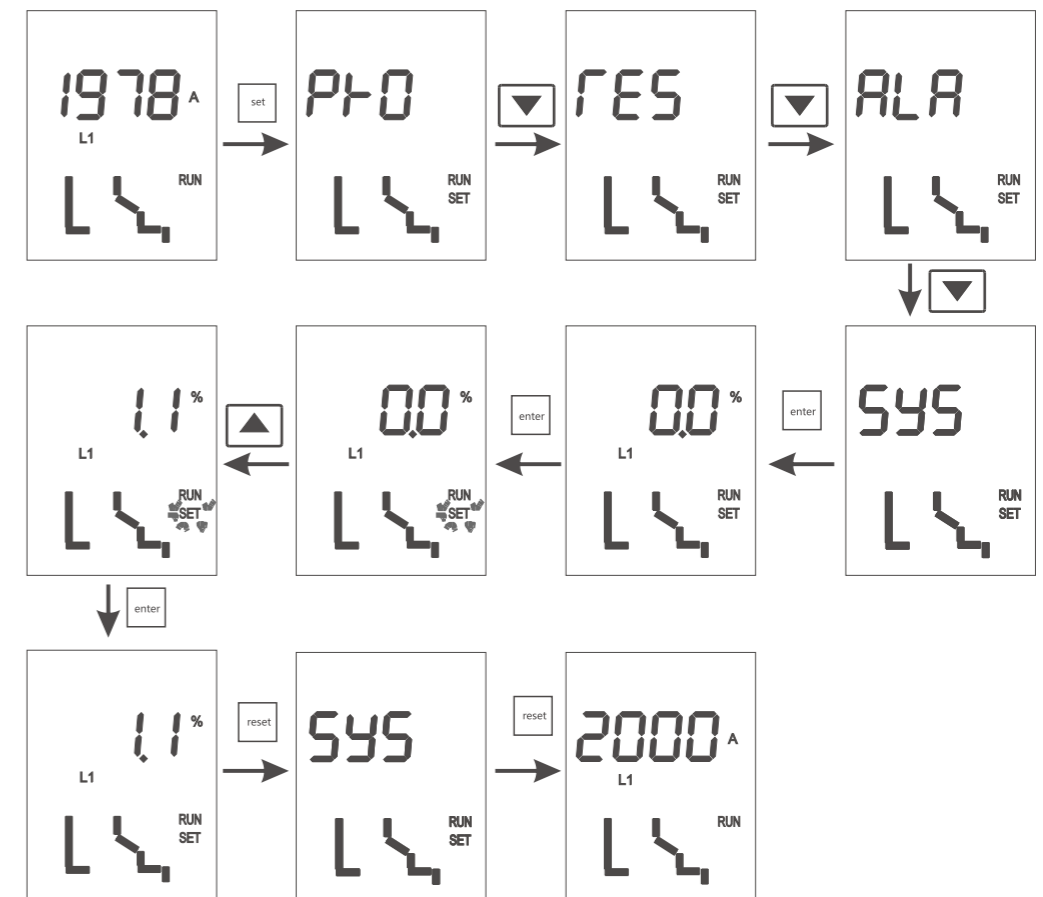 1978 A
L1
RUN
set
PrO
RUN
SET
rES
RUN
SET
ALA
RUN
SET
1.1 %
L1
RUN
SET
0.0 %
L1
RUN
SET
enter
0.0 %
L1
RUN
SET
enter
SYS
RUN
SET
enter
1.1 %
L1
RUN
SET
reset
SYS
RUN
SET
reset
2000 A
L1
RUN